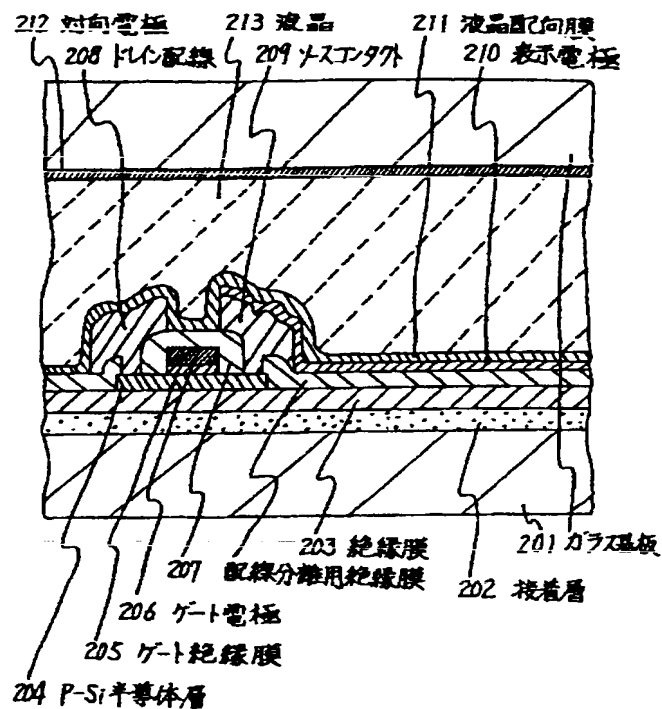 212 対向電極
213 液晶
211 液晶配向膜
208 ドレイン配線
209 ソースコンタクト
210 表示電極
203 絶縁膜
201 ガラス基板
207 配線分離用絶縁膜
202 接着層
206 ゲート電極
205 ゲート絶縁膜
204 P-Si半導体層